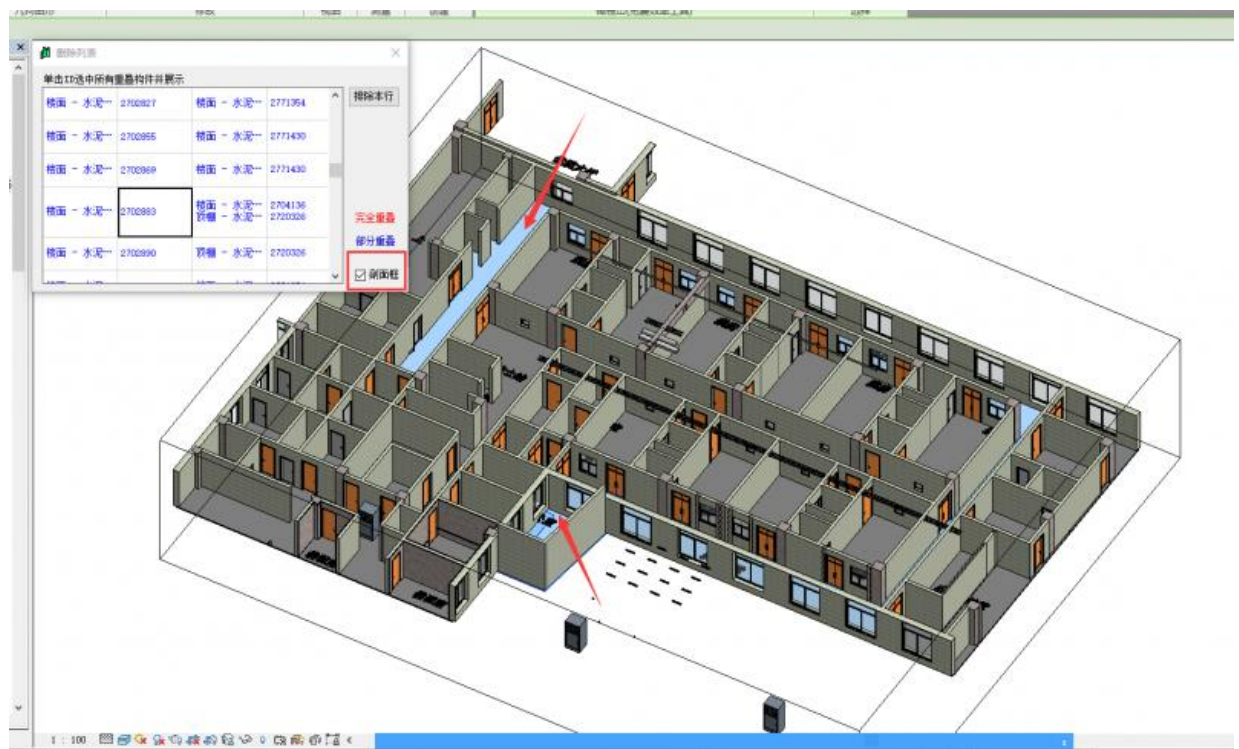 删除列表
单击ID选中所有重叠构件并展示
楼面 - 水泥… 2702827 楼面 - 水泥… 2771354
排除本行
楼面 - 水泥… 2702855 楼面 - 水泥… 2771430
楼面 - 水泥… 2702869 楼面 - 水泥… 2771430
楼面 - 水泥… 2702883 楼面 - 水泥… 2704136
顶棚 - 水泥… 2720326
完全重叠
部分重叠
楼面 - 水泥… 2702890 顶棚 - 水泥… 2720326
剖面框
1 : 100